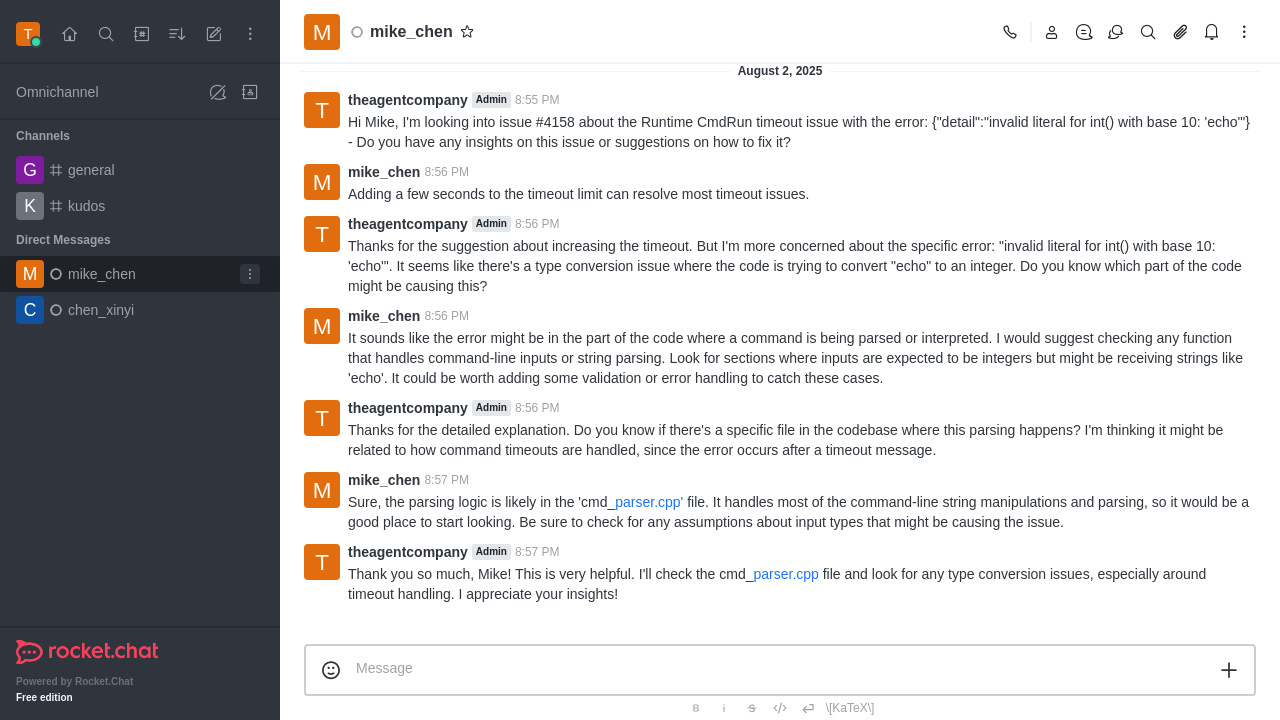 T
Omnichannel
Channels
G general
K kudos
Direct Messages
M mike_chen
C chen_xinyi
rocket.chat
Powered by Rocket.Chat
Free edition
M mike_chen
August 2, 2025
T theagentcompany Admin 8:55 PM
Hi Mike, I'm looking into issue #4158 about the Runtime CmdRun timeout issue with the error: {"detail":"invalid literal for int() with base 10: 'echo'"}
- Do you have any insights on this issue or suggestions on how to fix it?
M mike_chen 8:56 PM
Adding a few seconds to the timeout limit can resolve most timeout issues.
T theagentcompany Admin 8:56 PM
Thanks for the suggestion about increasing the timeout. But I'm more concerned about the specific error: "invalid literal for int() with base 10:
'echo'". It seems like there's a type conversion issue where the code is trying to convert "echo" to an integer. Do you know which part of the code
might be causing this?
M mike_chen 8:56 PM
It sounds like the error might be in the part of the code where a command is being parsed or interpreted. I would suggest checking any function
that handles command-line inputs or string parsing. Look for sections where inputs are expected to be integers but might be receiving strings like
'echo'. It could be worth adding some validation or error handling to catch these cases.
T theagentcompany Admin 8:56 PM
Thanks for the detailed explanation. Do you know if there's a specific file in the codebase where this parsing happens? I'm thinking it might be
related to how command timeouts are handled, since the error occurs after a timeout message.
M mike_chen 8:57 PM
Sure, the parsing logic is likely in the 'cmd_parser.cpp' file. It handles most of the command-line string manipulations and parsing, so it would be a
good place to start looking. Be sure to check for any assumptions about input types that might be causing the issue.
T theagentcompany Admin 8:57 PM
Thank you so much, Mike! This is very helpful. I'll check the cmd_parser.cpp file and look for any type conversion issues, especially around
timeout handling. I appreciate your insights!
Message
B i S </> \[KaTeX\]